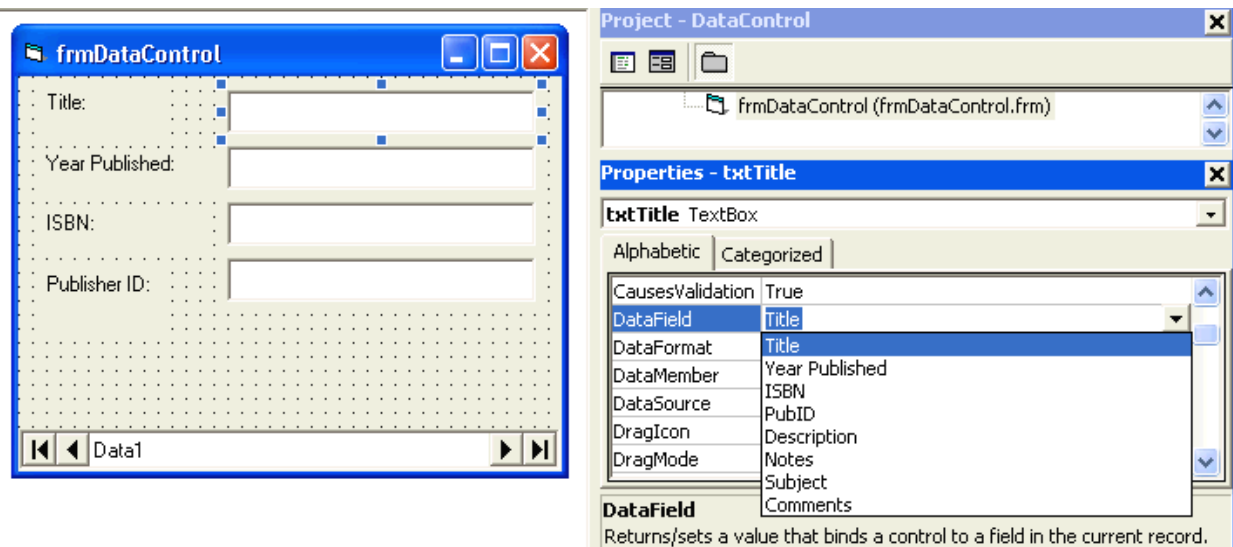 frmDataControl
Title:
Year Published:
ISBN:
Publisher ID:
Data1
Project - DataControl
frmDataControl (frmDataControl.frm)
Properties - txtTitle
txtTitle TextBox
Alphabetic Categorized
CausesValidation True
DataField Title
DataFormat
DataMember
DataSource
DragIcon
DragMode
Title
Year Published
ISBN
PubID
Description
Notes
Subject
Comments
DataField
Returns/sets a value that binds a control to a field in the current record.